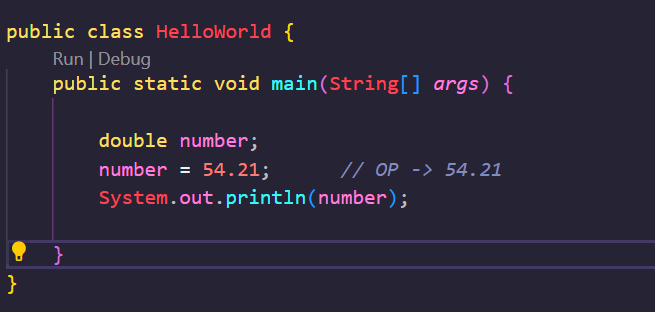 public class HelloWorld {
Run | Debug
public static void main(String[] args) {
double number;
number = 54.21; // OP -> 54.21
System.out.println(number);
}
}